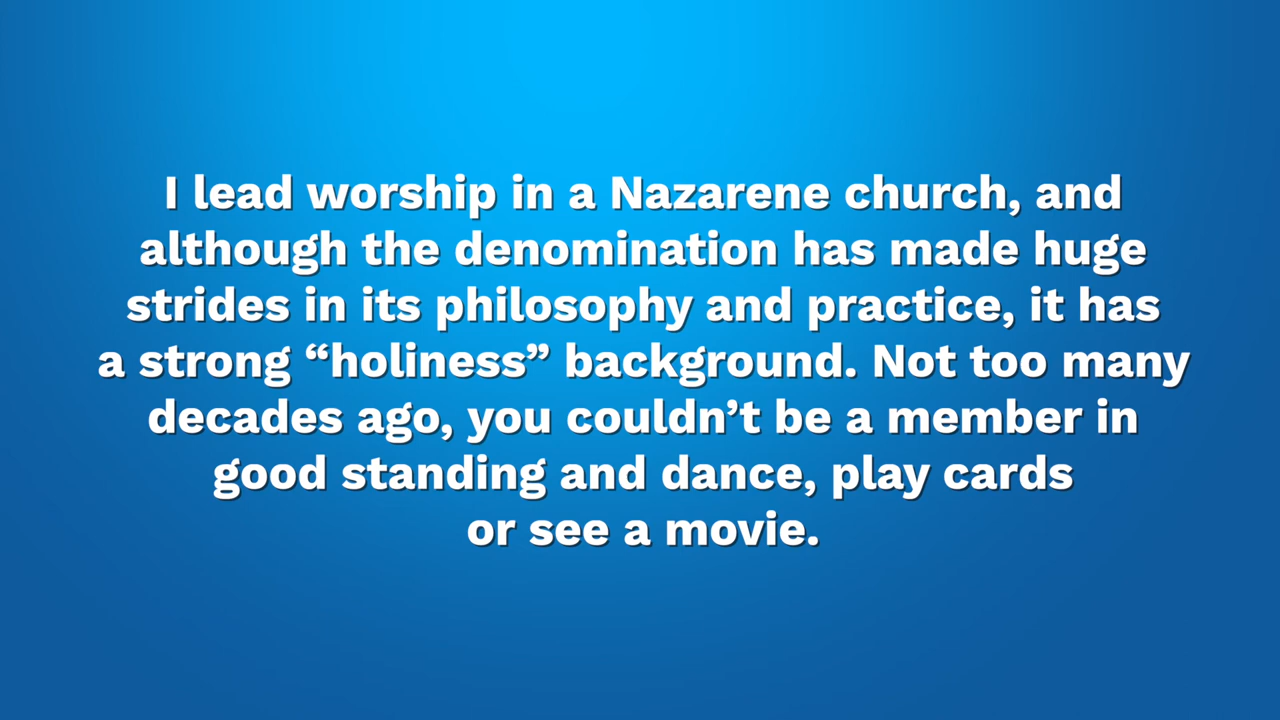 I lead worship in a Nazarene church, and
although the denomination has made huge
strides in its philosophy and practice, it has
a strong “holiness” background. Not too many
decades ago, you couldn’t be a member in
good standing and dance, play cards
or see a movie.